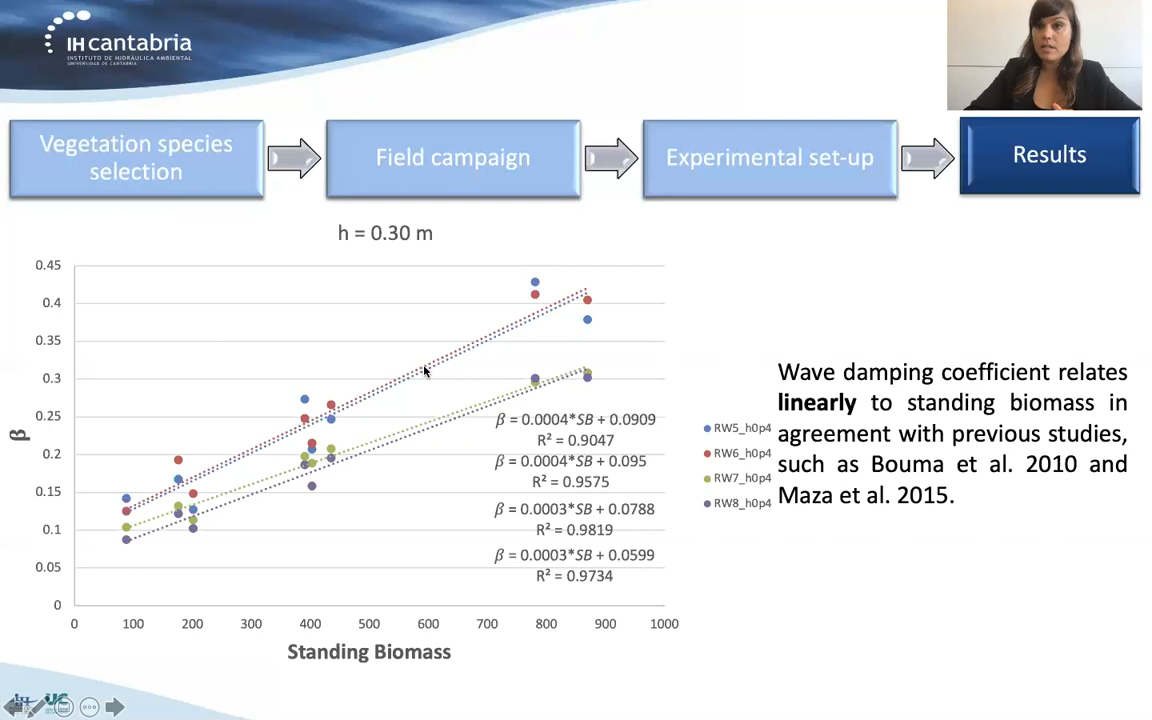 IHcantabria
INSTITUTO DE HIDRÁULICA AMBIENTAL
UNIVERSIDAD DE CANTABRIA
Vegetation species
selection
Field campaign
Experimental set-up
Results
h = 0.30 m
0.45
0.4
0.35
0.3
0.25
0.2
0.15
0.1
0.05
0
β
0 100 200 300 400 500 600 700 800 900 1000
Standing Biomass
β = 0.0004*SB + 0.0909
R² = 0.9047
β = 0.0004*SB + 0.095
R² = 0.9575
β = 0.0003*SB + 0.0788
R² = 0.9819
β = 0.0003*SB + 0.0599
R² = 0.9734
RW5_h0p4
RW6_h0p4
RW7_h0p4
RW8_h0p4
Wave damping coefficient relates
linearly to standing biomass in
agreement with previous studies,
such as Bouma et al. 2010 and
Maza et al. 2015.